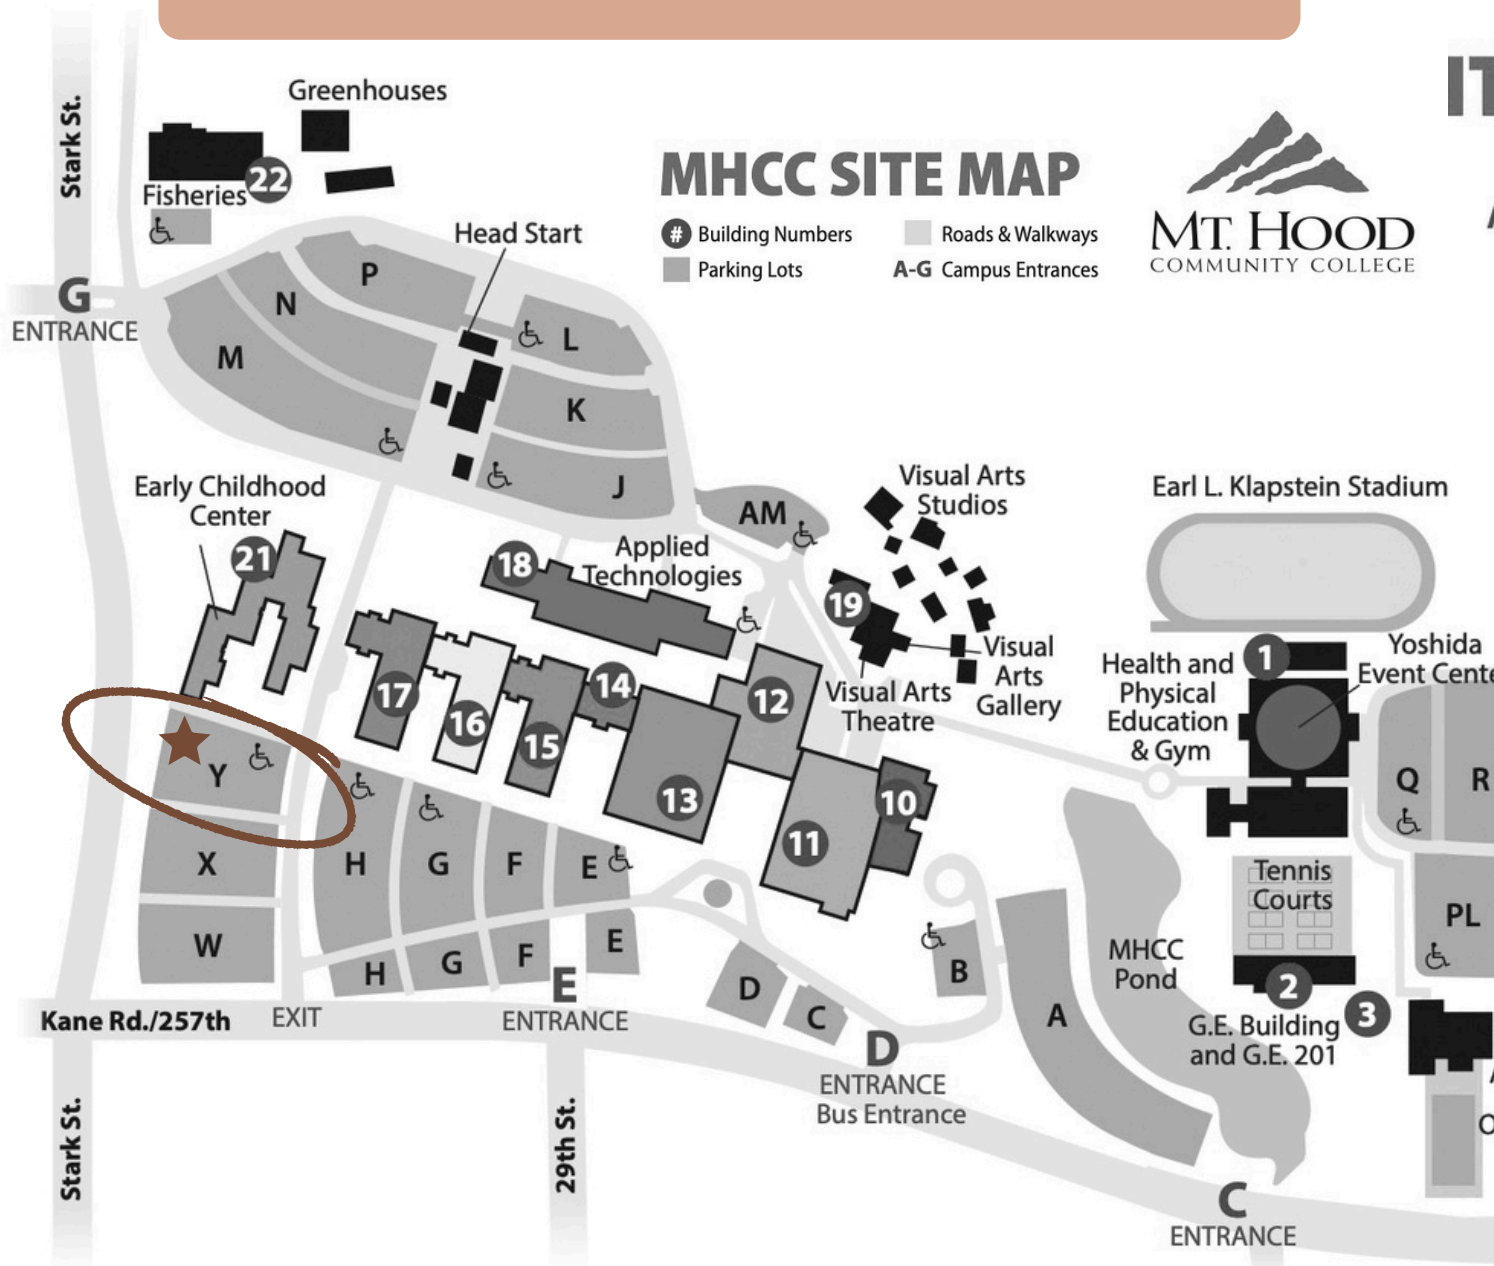 Greenhouses
Stark St.
22
Fisheries
MHCC SITE MAP
# Building Numbers
Roads & Walkways
Parking Lots
A-G Campus Entrances
MT. HOOD
COMMUNITY COLLEGE
IT
Head Start
G
ENTRANCE
P
N
M
L
K
J
AM
Early Childhood
Center
21
18
Applied
Technologies
Visual Arts
Studios
19
Visual
Arts
Gallery
Visual Arts
Theatre
Earl L. Klapstein Stadium
1
Yoshida
Event Cente
Health and
Physical
Education
& Gym
17
16
15
14
13
12
11
10
Y
X
W
H
G
F
E
H
G
F
E
Q
R
PL
Tennis
Courts
MHCC
Pond
2
3
G.E. Building
and G.E. 201
B
A
D
C
Kane Rd./257th
EXIT
E
ENTRANCE
D
ENTRANCE
Bus Entrance
Stark St.
29th St.
C
ENTRANCE